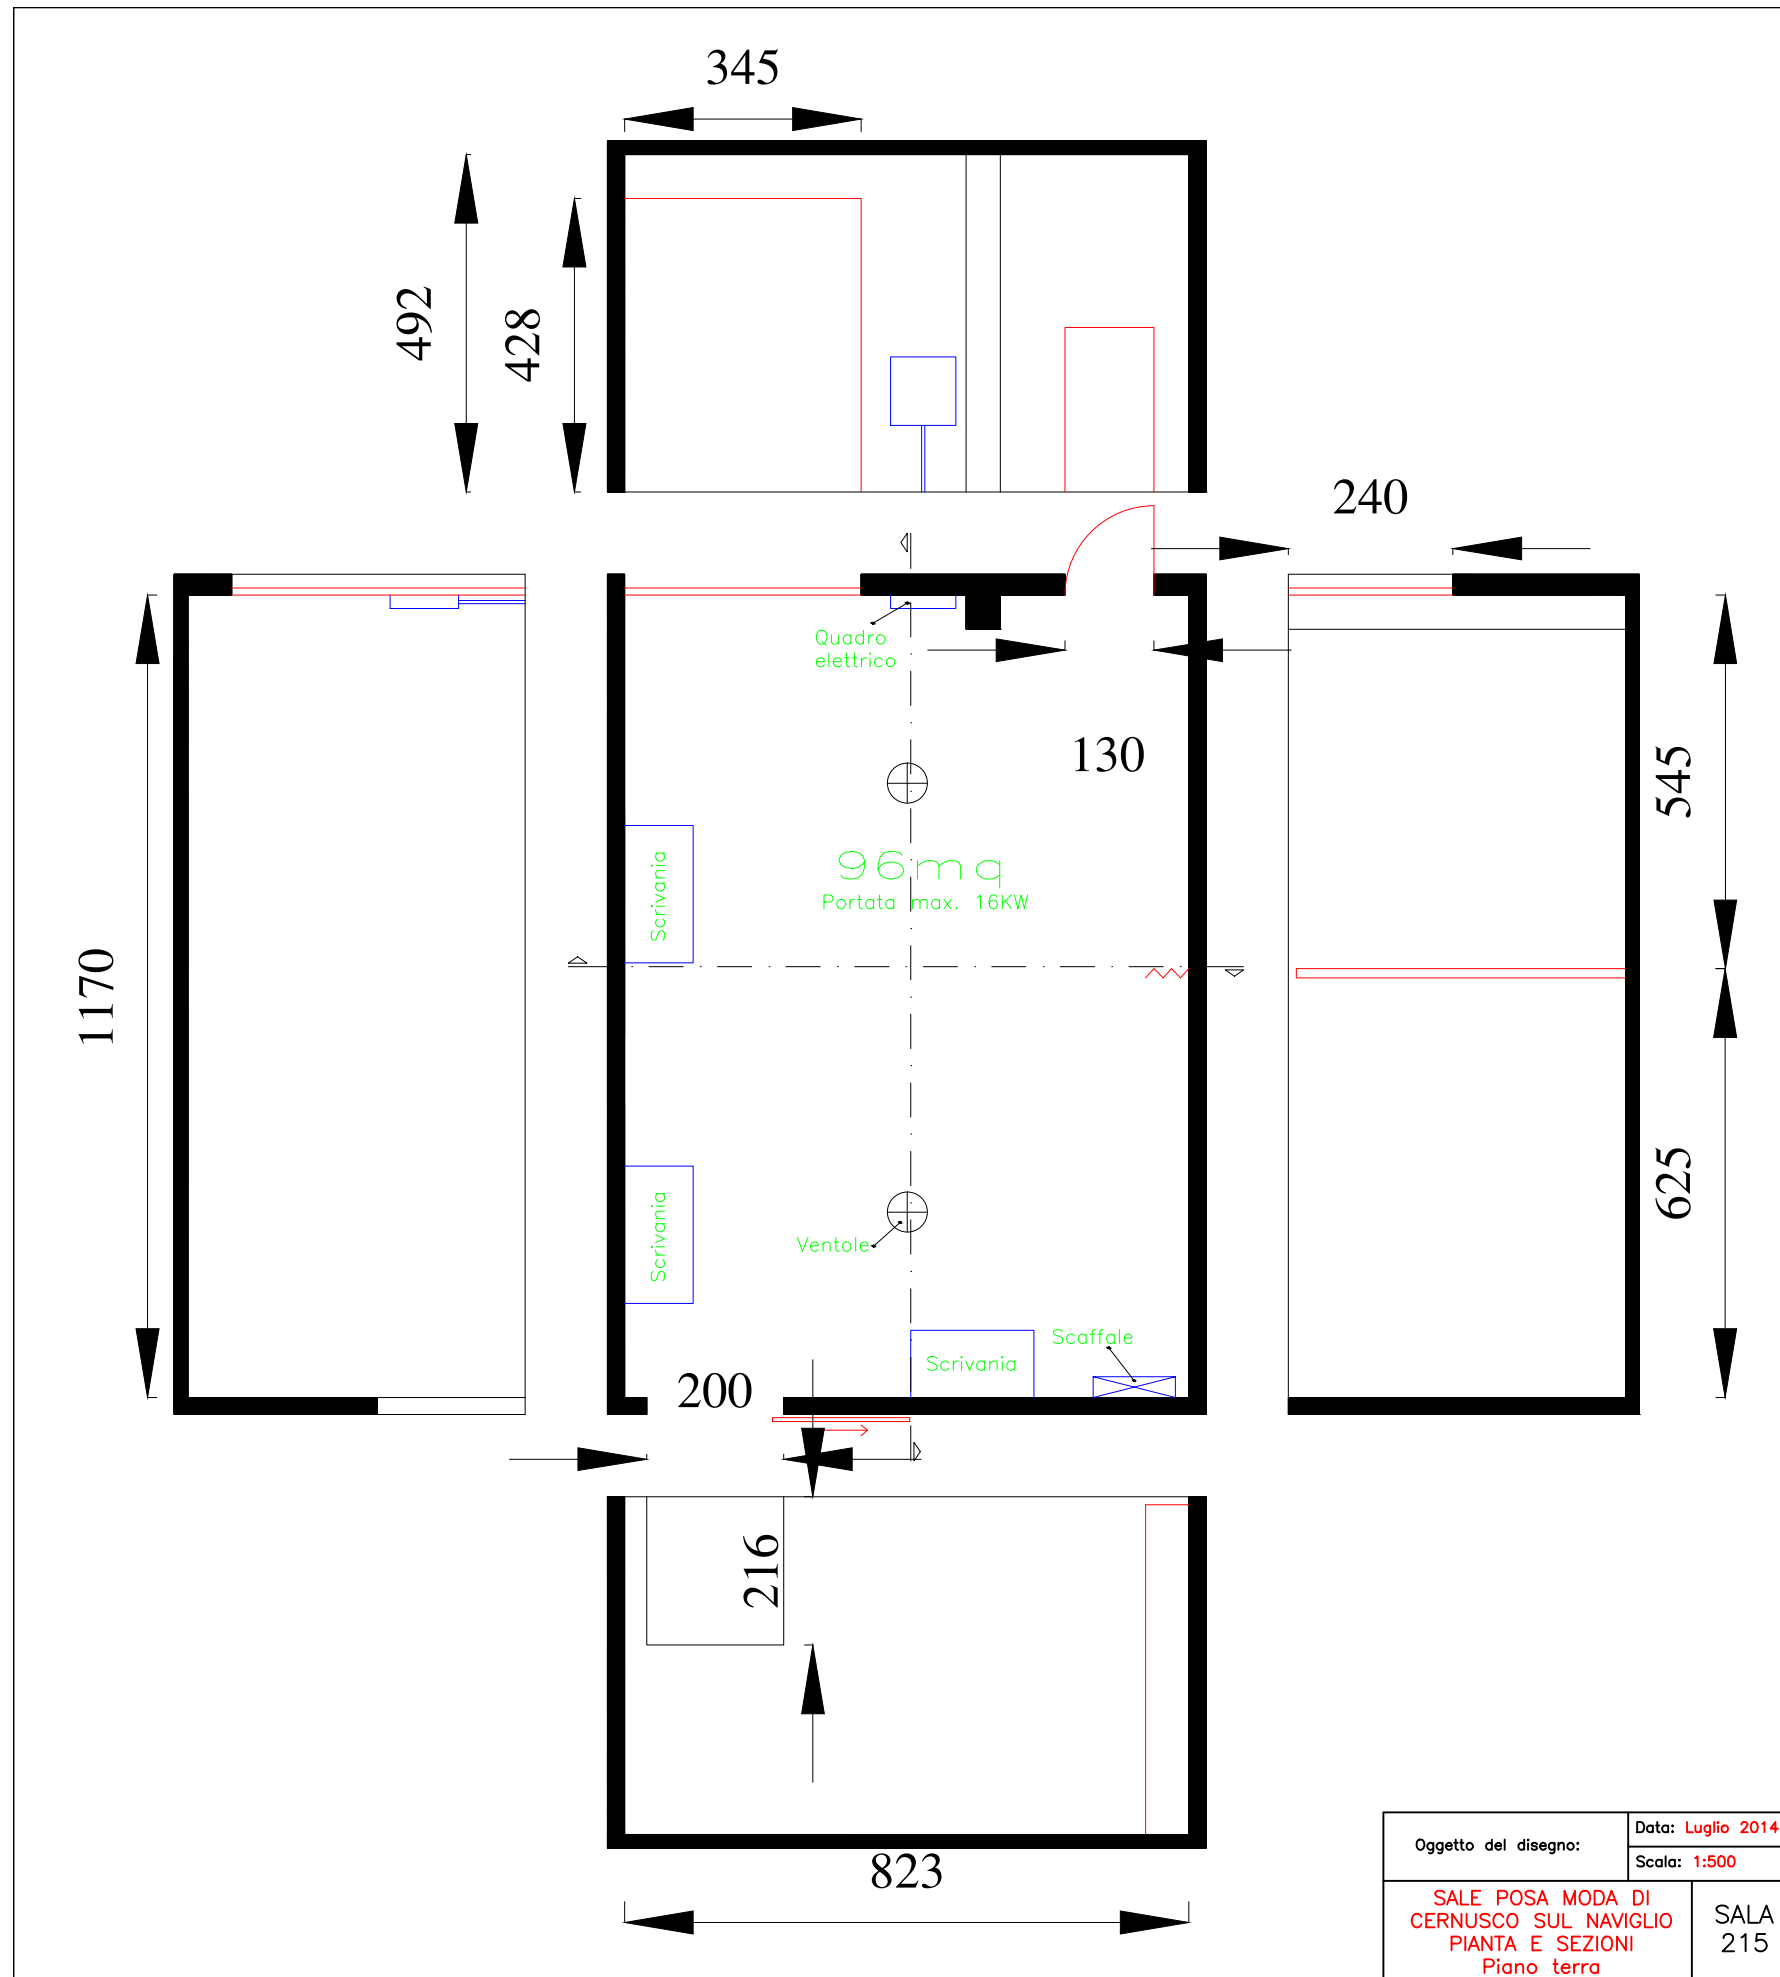 345
492
428
240
Quadro
elettrico
130
545
96mq
Portata max. 16KW
Scrivania
1170
625
Scrivania
Ventole
Scaffale
Scrivania
200
216
823
Oggetto del disegno:
Data: Luglio 2014
Scala: 1:500
SALE POSA MODA DI
CERNUSCO SUL NAVIGLIO
PIANTA E SEZIONI
Piano terra
SALA
215